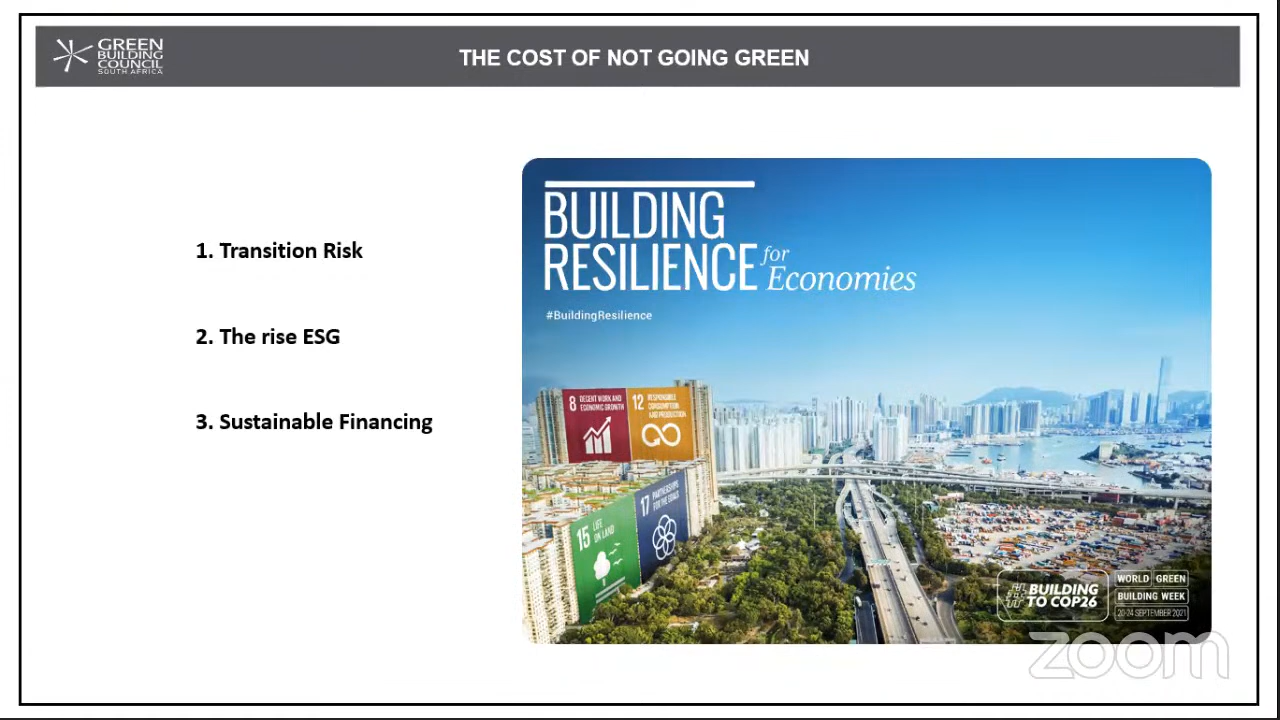 GREEN
BUILDING
COUNCIL
SOUTH AFRICA
THE COST OF NOT GOING GREEN
1. Transition Risk
2. The rise ESG
3. Sustainable Financing
BUILDING
RESILIENCE for
Economies
#BuildingResilience
8 DECENT WORK AND
ECONOMIC GROWTH
12 RESPONSIBLE
CONSUMPTION
AND PRODUCTION
15 LIFE
ON LAND
17 PARTNERSHIPS
FOR THE GOALS
#BUILDING
TO COP26
WORLD GREEN
BUILDING WEEK
20-24 SEPTEMBER 2021
zoom